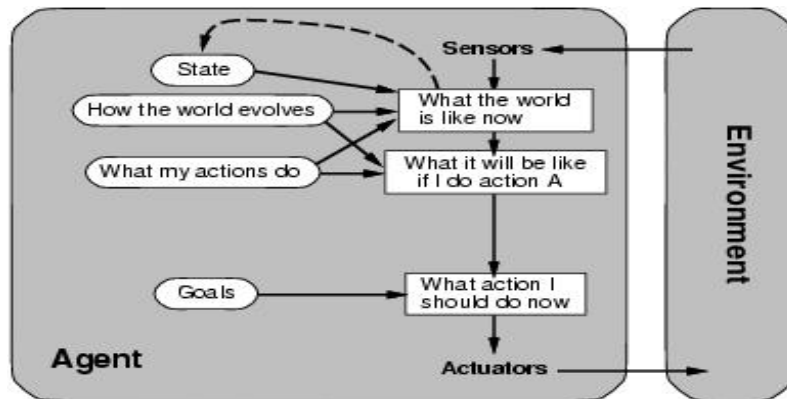 Sensors
State
How the world evolves
What the world
is like now
What my actions do
What it will be like
if I do action A
Goals
What action I
should do now
Agent
Actuators
Environment